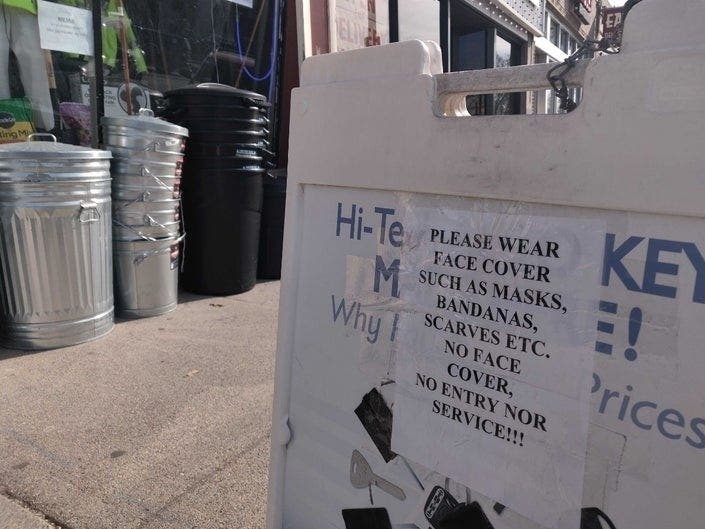 Hi-Te
KEY
M
E!
Why
Prices
PLEASE WEAR
FACE COVER
SUCH AS MASKS,
BANDANAS,
SCARVES ETC.
NO FACE
COVER,
NO ENTRY NOR
SERVICE!!!